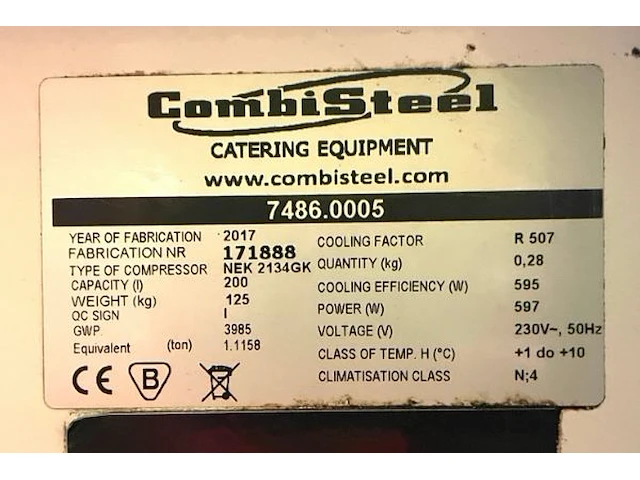 CombiSteel
CATERING EQUIPMENT
www.combisteel.com
7486.0005
YEAR OF FABRICATION 2017
FABRICATION NR 171888
TYPE OF COMPRESSOR NEK 2134GK
CAPACITY (l) 200
WEIGHT (kg) 125
QC SIGN I
GWP 3985
Equivalent (ton) 1.1158
CE B
COOLING FACTOR R 507
QUANTITY (kg) 0,28
COOLING EFFICIENCY (W) 595
POWER (W) 597
VOLTAGE (V) 230V~, 50Hz
CLASS OF TEMP. H (°C) +1 do +10
CLIMATISATION CLASS N;4